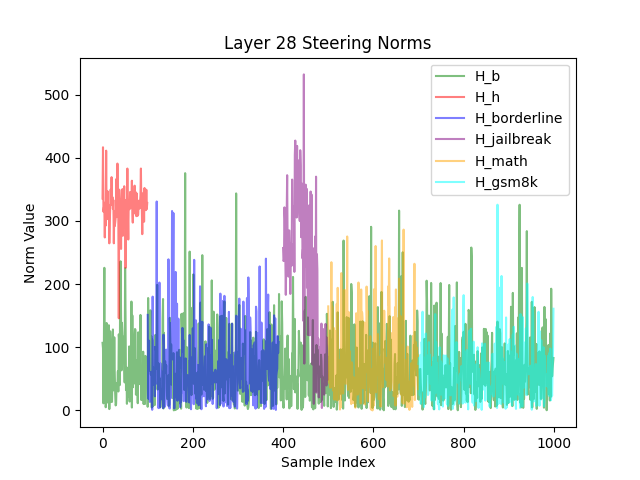 Layer 28 Steering Norms
H_b
H_h
H_borderline
H_jailbreak
H_math
H_gsm8k
Norm Value
500
400
300
200
100
0
0
200
400
600
800
1000
Sample Index